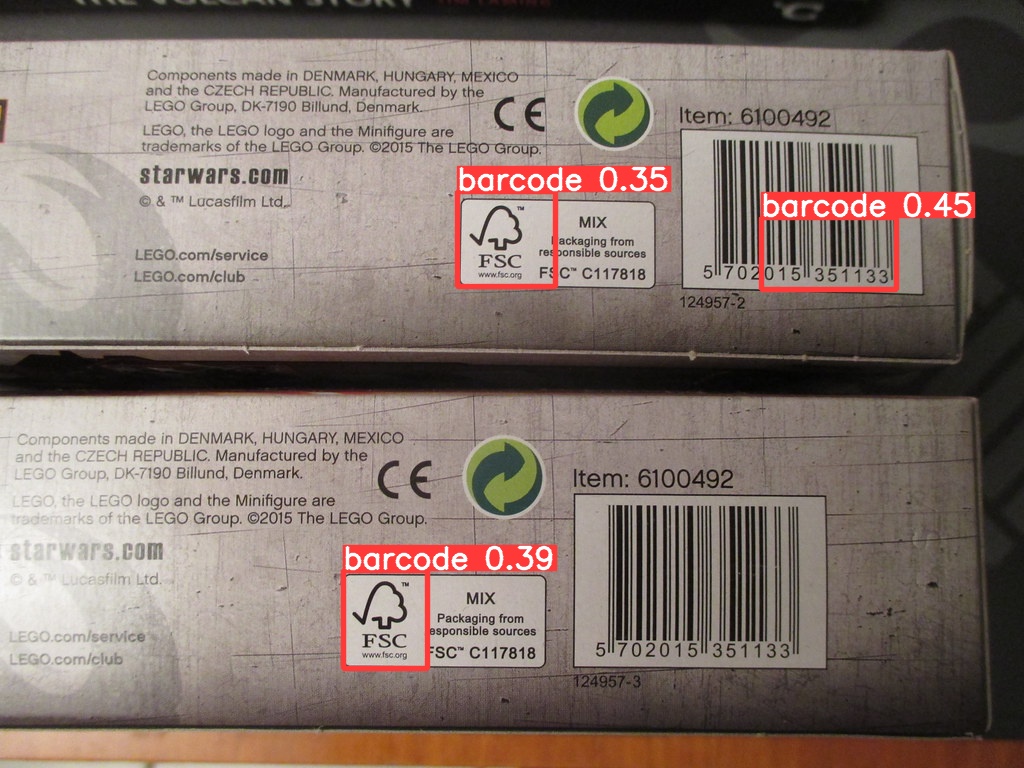 THE VULCAN STORY
Components made in DENMARK, HUNGARY, MEXICO
and the CZECH REPUBLIC. Manufactured by the
LEGO Group, DK-7190 Billund, Denmark.
CE
LEGO, the LEGO logo and the Minifigure are
trademarks of the LEGO Group. ©2015 The LEGO Group.
starwars.com
© & ™ Lucasfilm Ltd.
LEGO.com/service
LEGO.com/club
barcode 0.35
™
FSC
www.fsc.org
MIX
Packaging from
responsible sources
FSC™ C117818
Item: 6100492
barcode 0.45
5 702015 351133
124957-2
Components made in DENMARK, HUNGARY, MEXICO
and the CZECH REPUBLIC. Manufactured by the
LEGO Group, DK-7190 Billund, Denmark.
CE
LEGO, the LEGO logo and the Minifigure are
trademarks of the LEGO Group. ©2015 The LEGO Group.
starwars.com
© & ™ Lucasfilm Ltd.
LEGO.com/service
LEGO.com/club
barcode 0.39
™
FSC
www.fsc.org
MIX
Packaging from
responsible sources
FSC™ C117818
Item: 6100492
5 702015 351133
124957-3